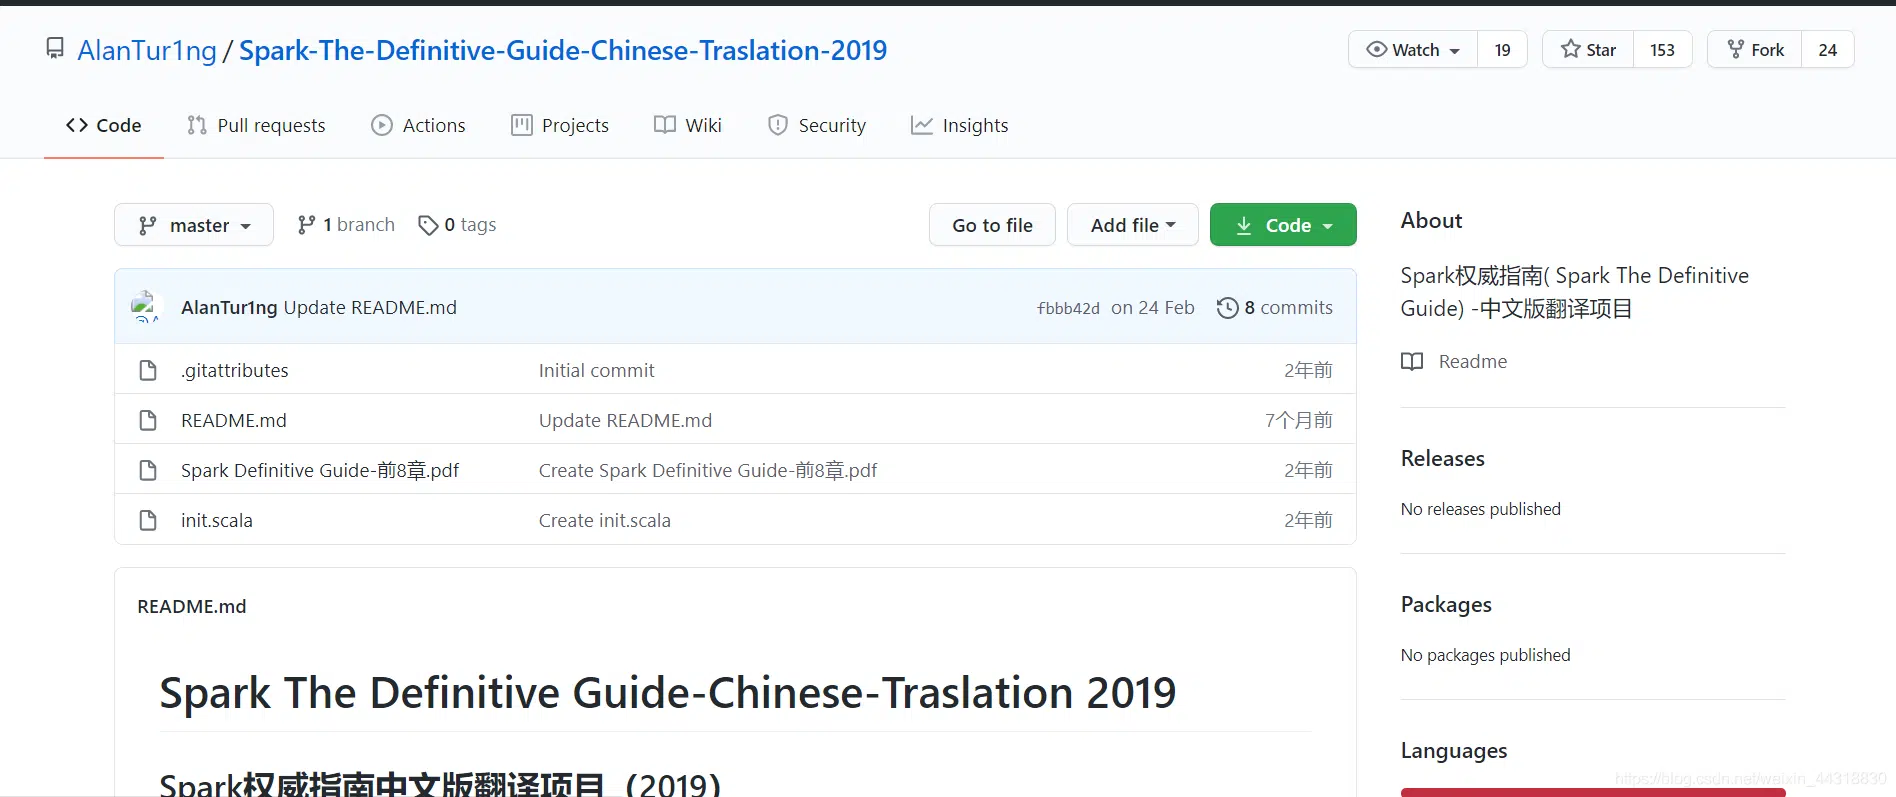 AlanTur1ng / Spark-The-Definitive-Guide-Chinese-Traslation-2019
Watch 19 Star 153 Fork 24
Code Pull requests Actions Projects Wiki Security Insights
master 1 branch 0 tags Go to file Add file Code
AlanTur1ng Update README.md fbbb42d on 24 Feb 8 commits
.gitattributes Initial commit 2年前
README.md Update README.md 7个月前
Spark Definitive Guide-前8章.pdf Create Spark Definitive Guide-前8章.pdf 2年前
init.scala Create init.scala 2年前
README.md
Spark The Definitive Guide-Chinese-Traslation 2019
Spark权威指南中文版翻译项目（2019）
About
Spark权威指南( Spark The Definitive
Guide) -中文版翻译项目
Readme
Releases
No releases published
Packages
No packages published
Languages
https://blog.csdn.net/weixin_44318830